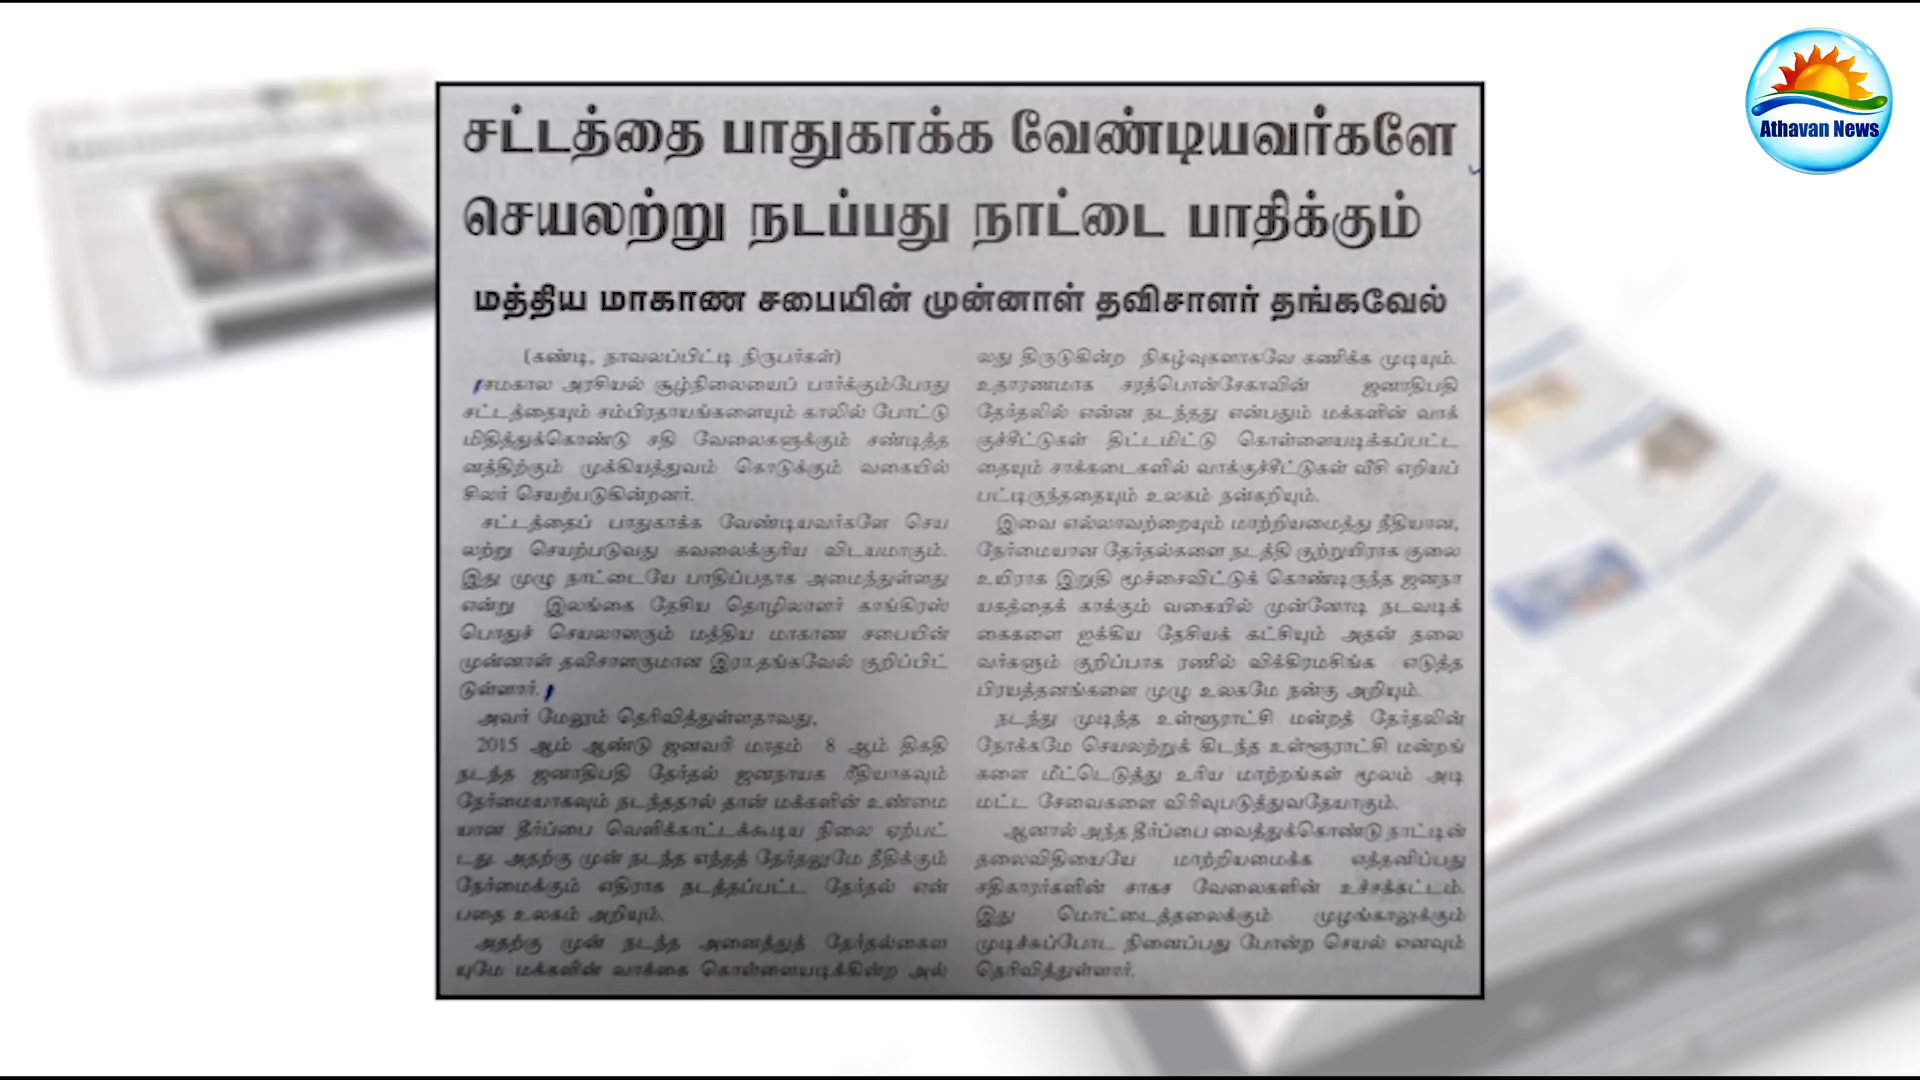 Athavan News
சட்டத்தை பாதுகாக்க வேண்டியவர்களே
செயலற்று நடப்பது நாட்டை பாதிக்கும்
மத்திய மாகாண சபையின் முன்னாள் தவிசாளர் தங்கவேல்
(கண்டி, நாவலப்பிட்டி நிருபர்கள்)
சமகால அரசியல் சூழ்நிலையைப் பார்க்கும்போது
சட்டத்தையும் சம்பிரதாயங்களையும் காலில் போட்டு
மிதித்துக்கொண்டு சதி வேலைகளுக்கும் சண்டித்த
னத்திற்கும் முக்கியத்துவம் கொடுக்கும் வகையில்
சிலர் செயற்படுகின்றனர்.
சட்டத்தைப் பாதுகாக்க வேண்டியவர்களே செய
லற்று செயற்படுவது கவலைக்குரிய விடயமாகும்.
இது முழு நாட்டையே பாதிப்பதாக அமைந்துள்ளது
என்று இலங்கை தேசிய தொழிலாளர் காங்கிரஸ்
பொதுச் செயலாளரும் மத்திய மாகாண சபையின்
முன்னாள் தவிசாளருமான இரா.தங்கவேல் குறிப்பிட்
டுள்ளார்.
அவர் மேலும் தெரிவித்துள்ளதாவது,
2015 ஆம் ஆண்டு ஜனவரி மாதம் 8 ஆம் திகதி
நடந்த ஜனாதிபதி தேர்தல் ஜனநாயக ரீதியாகவும்
நேர்மையாகவும் நடந்ததால் தான் மக்களின் உண்மை
யான தீர்ப்பை வெளிக்காட்டக்கூடிய நிலை ஏற்பட்
டது. அதற்கு முன் நடந்த எந்தத் தேர்தலுமே நீதிக்கும்
நேர்மைக்கும் எதிராக நடத்தப்பட்ட தேர்தல் என்
பதை உலகம் அறியும்.
அதற்கு முன் நடந்த அனைத்துத் தேர்தல்களை
யுமே மக்களின் வாக்கை கொள்ளையடிக்கின்ற அல்
லது திருடுகின்ற நிகழ்வுகளாகவே கணிக்க முடியும்.
உதாரணமாக சரத்பொன்சேகாவின் ஜனாதிபதி
தேர்தலில் என்ன நடந்தது என்பதும் மக்களின் வாக்
குச்சீட்டுகள் திட்டமிட்டு கொள்ளையடிக்கப்பட்ட
தையும் சாக்கடைகளில் வாக்குச்சீட்டுகள் வீசி எறியப்
பட்டிருந்ததையும் உலகம் நன்கறியும்.
இவை எல்லாவற்றையும் மாற்றியமைத்து நீதியான,
நேர்மையான தேர்தல்களை நடத்தி குற்றுயிராக குலை
உயிராக இறுதி மூச்சைவிட்டுக் கொண்டிருந்த ஜனநா
யகத்தைக் காக்கும் வகையில் முன்னோடி நடவடிக்
கைகளை ஐக்கிய தேசியக் கட்சியும் அதன் தலை
வர்களும் குறிப்பாக ரணில் விக்கிரமசிங்க எடுத்த
பிரயத்தனங்களை முழு உலகமே நன்கு அறியும்.
நடந்து முடிந்த உள்ளூராட்சி மன்றத் தேர்தலின்
நோக்கமே செயலற்றுக் கிடந்த உள்ளூராட்சி மன்றங்
களை மீட்டெடுத்து உரிய மாற்றங்கள் மூலம் அடி
மட்ட சேவைகளை விரிவுபடுத்துவதேயாகும்.
ஆனால் அந்த தீர்ப்பை வைத்துக்கொண்டு நாட்டின்
தலைவிதியையே மாற்றியமைக்க எத்தனிப்பது
சதிகாரர்களின் சாகச வேலைகளின் உச்சக்கட்டம்.
இது மொட்டைத்தலைக்கும் முழங்காலுக்கும்
முடிச்சுப்போட நினைப்பது போன்ற செயல் எனவும்
தெரிவித்துள்ளார்.